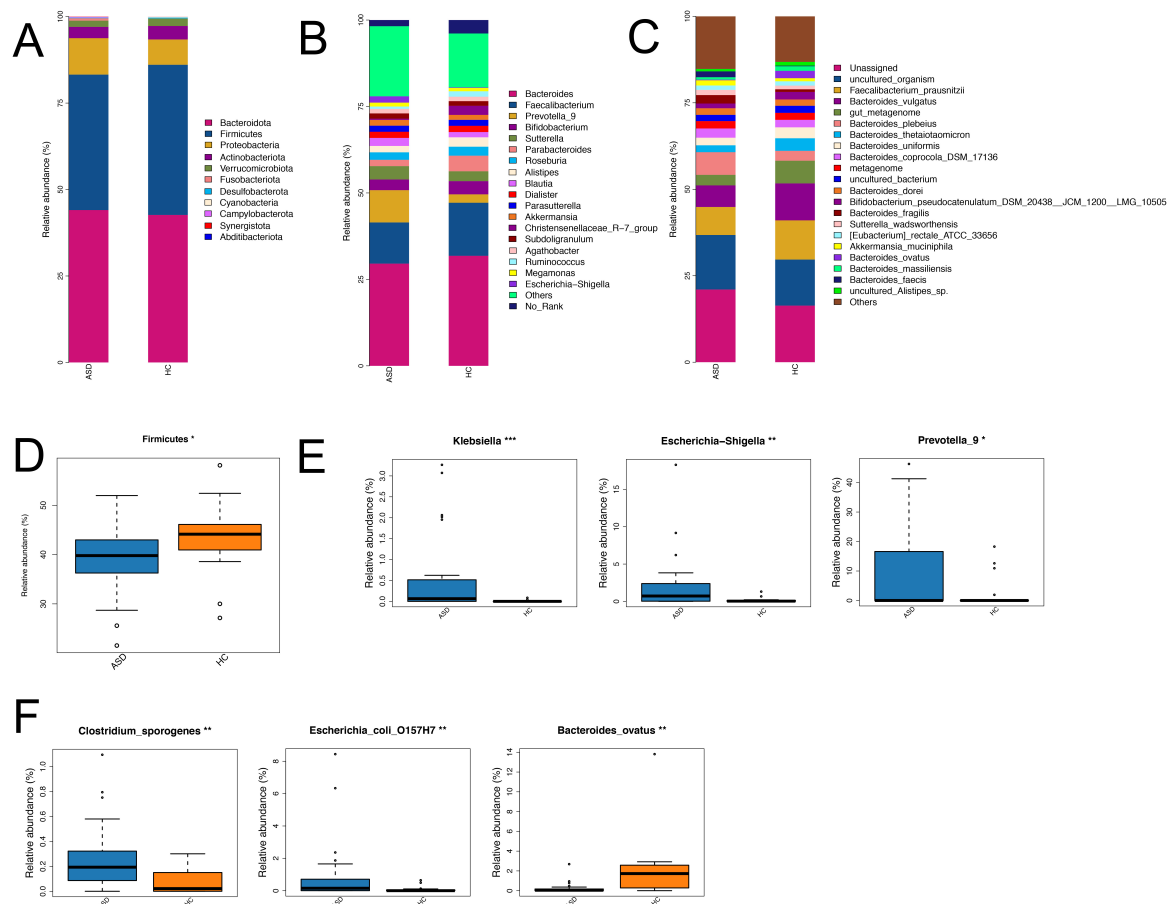 A
Relative abundance (%)
0
25
50
75
100
ASD
HC
Bacteroidota
Firmicutes
Proteobacteria
Actinobacteriota
Verrucomicrobiota
Fusobacteriota
Desulfobacterota
Cyanobacteria
Campylobacterota
Synergistota
Abditibacteriota
B
Relative abundance (%)
0
25
50
75
100
ASD
HC
Bacteroides
Faecalibacterium
Prevotella_9
Bifidobacterium
Sutterella
Parabacteroides
Roseburia
Alistipes
Blautia
Dialister
Parasutterella
Akkermansia
Christensenellaceae_R−7_group
Subdoligranulum
Agathobacter
Ruminococcus
Megamonas
Escherichia−Shigella
Others
No_Rank
C
Relative abundance (%)
0
25
50
75
100
ASD
HC
Unassigned
uncultured_organism
Faecalibacterium_prausnitzii
Bacteroides_vulgatus
gut_metagenome
Bacteroides_plebeius
Bacteroides_thetaiotaomicron
Bacteroides_uniformis
Bacteroides_coprocola_DSM_17136
metagenome
uncultured_bacterium
Bacteroides_dorei
Bifidobacterium_pseudocatenulatum_DSM_20438__JCM_1200__LMG_10505
Bacteroides_fragilis
Sutterella_wadsworthensis
[Eubacterium]_rectale_ATCC_33656
Akkermansia_muciniphila
Bacteroides_ovatus
Bacteroides_massiliensis
Bacteroides_faecis
uncultured_Alistipes_sp.
Others
D
Firmicutes *
Relative abundance (%)
30
40
50
ASD
HC
E
Klebsiella ***
Relative abundance (%)
0.0
0.5
1.0
1.5
2.0
2.5
3.0
ASD
HC
Escherichia−Shigella **
Relative abundance (%)
0
5
10
15
ASD
HC
Prevotella_9 *
Relative abundance (%)
0
10
20
30
40
ASD
HC
F
Clostridium_sporogenes **
Relative abundance (%)
0.0
0.2
0.4
0.6
0.8
1.0
ASD
HC
Escherichia_coli_O157H7 **
Relative abundance (%)
0
2
4
6
8
ASD
HC
Bacteroides_ovatus **
Relative abundance (%)
0
2
4
6
8
10
12
14
ASD
HC